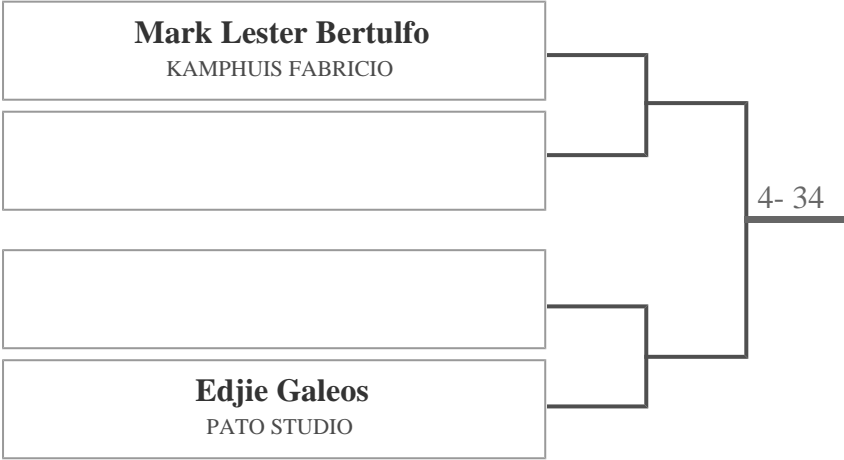 Mark Lester Bertulfo
KAMPHUIS FABRICIO
4- 34
Edjie Galeos
PATO STUDIO